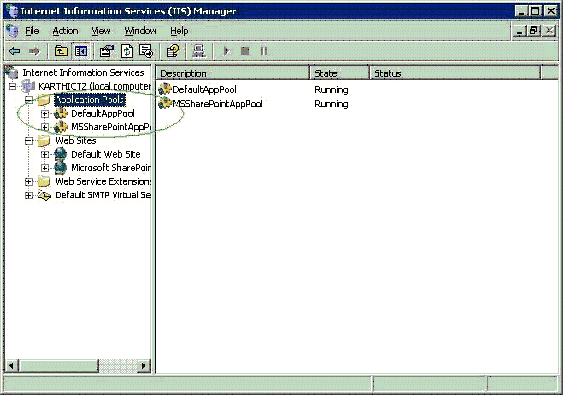 Internet Information Services (IIS) Manager
File Action View Window Help
Internet Information Services
KARTHICT2 (local computer
Application Pools
DefaultAppPool
MSSharePointAppP
Web Sites
Default Web Site
Microsoft SharePoin
Web Service Extensions
Default SMTP Virtual Se
Description State Status
DefaultAppPool Running
MSSharePointAppPool Running